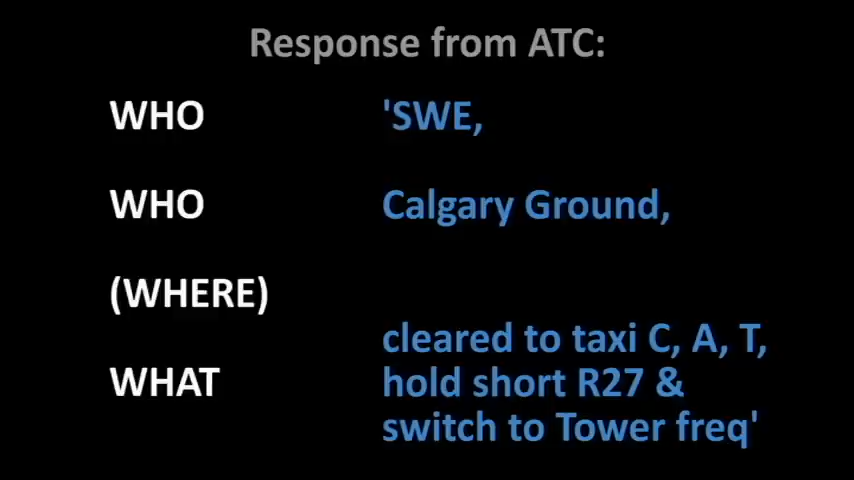 Response from ATC:
WHO 'SWE,
WHO Calgary Ground,
(WHERE)
cleared to taxi C, A, T,
WHAT hold short R27 &
switch to Tower freq'